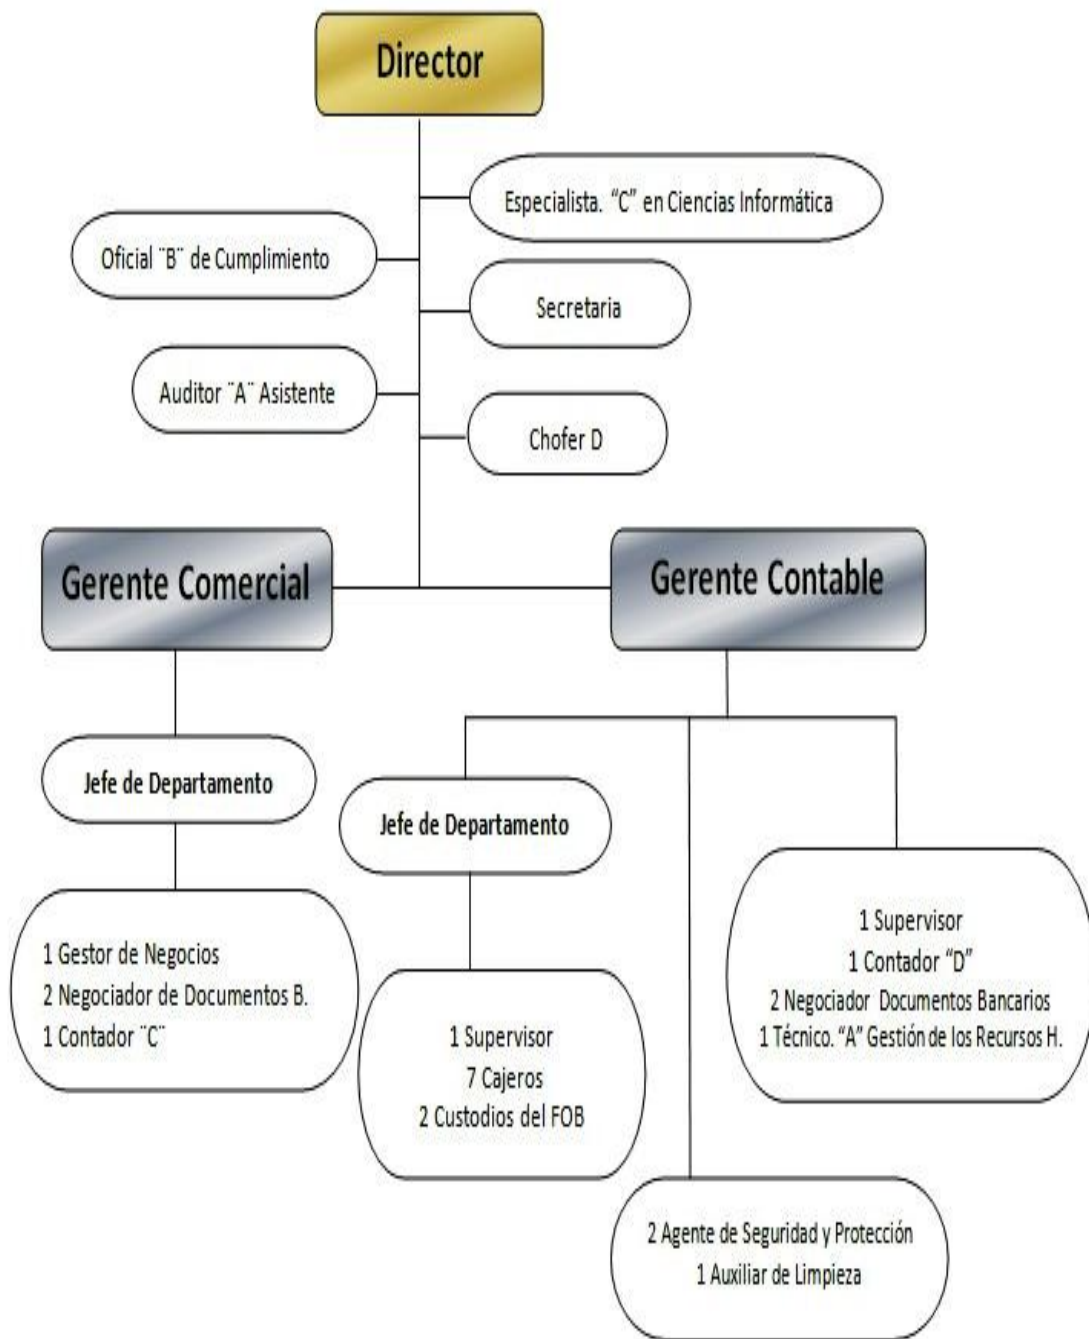 Director
Especialista. “C” en Ciencias Informática
Oficial ¨B¨ de Cumplimiento
Secretaria
Auditor ¨A¨ Asistente
Chofer D
Gerente Comercial
Gerente Contable
Jefe de Departamento
Jefe de Departamento
1 Gestor de Negocios
2 Negociador de Documentos B.
1 Contador ¨C¨
1 Supervisor
7 Cajeros
2 Custodios del FOB
1 Supervisor
1 Contador “D”
2 Negociador Documentos Bancarios
1 Técnico. “A” Gestión de los Recursos H.
2 Agente de Seguridad y Protección
1 Auxiliar de Limpieza